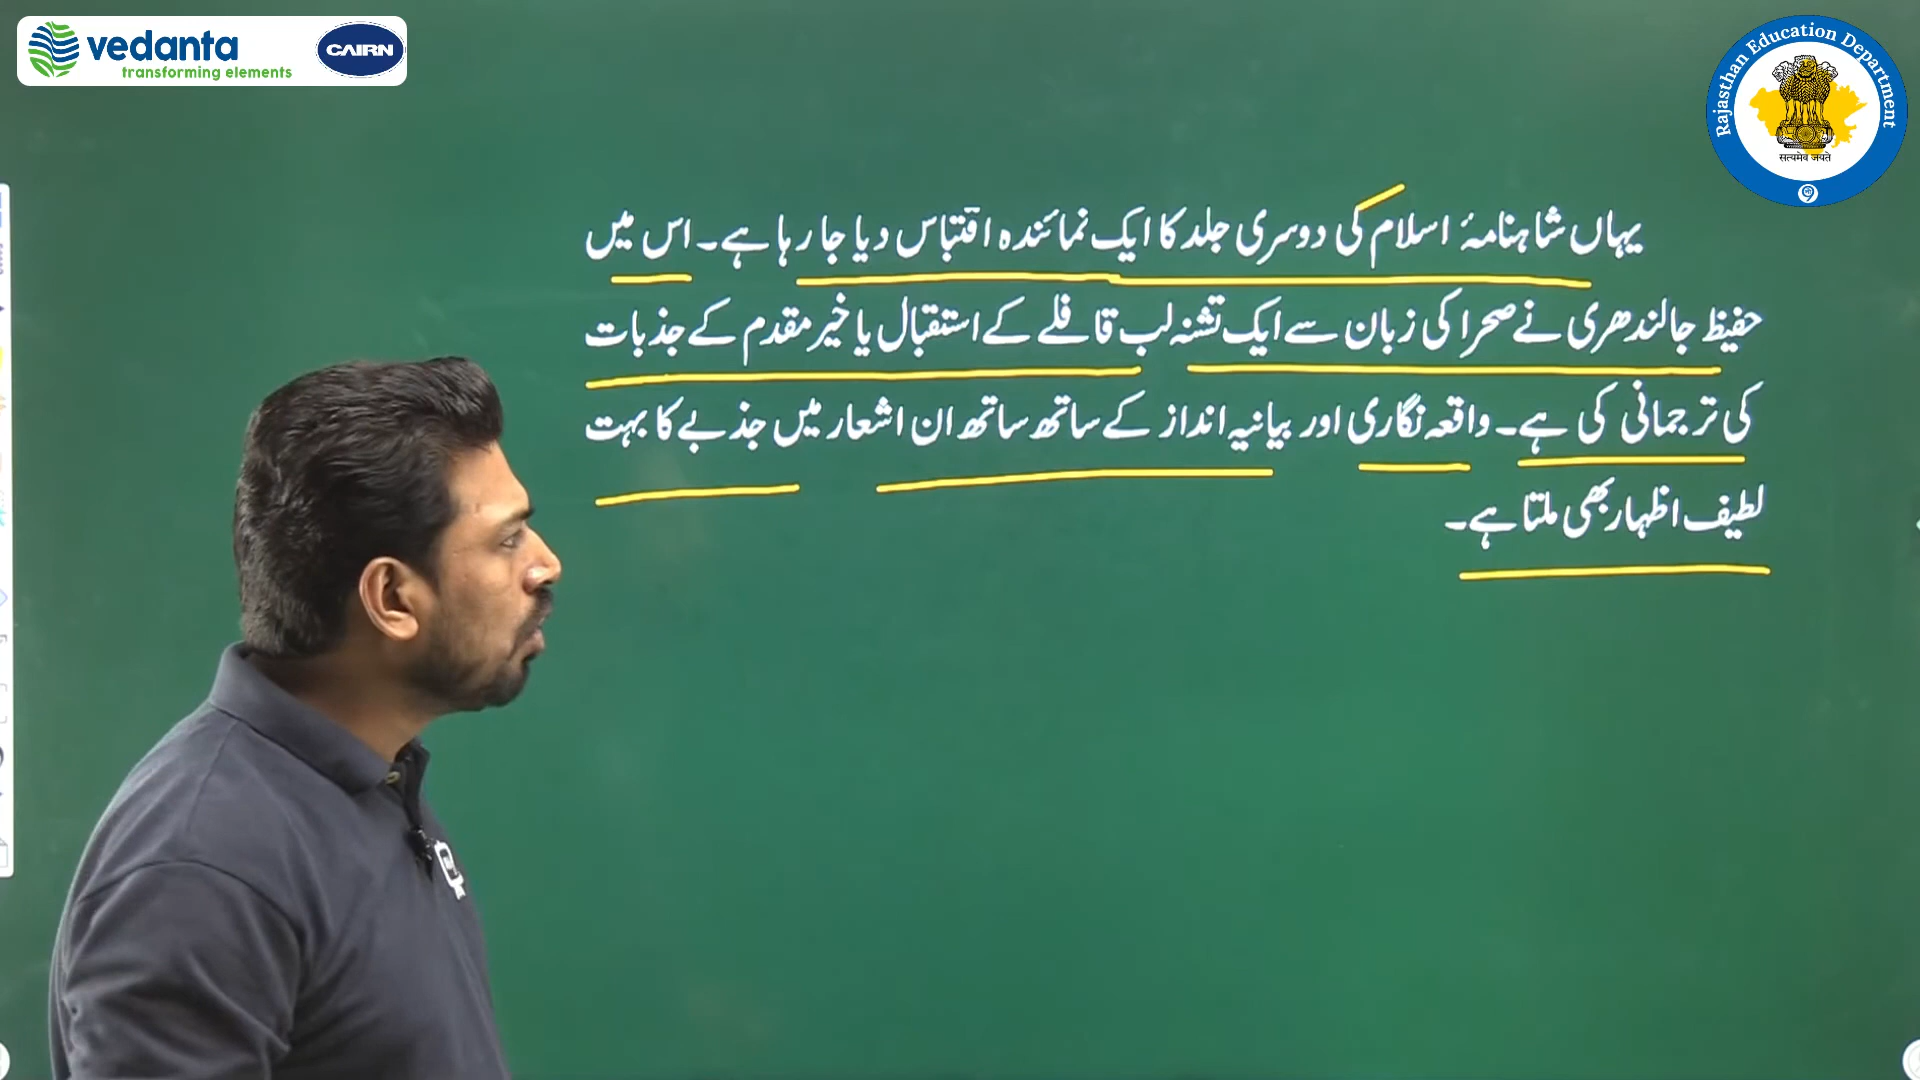 vedanta
transforming elements
CAIRN
Rajasthan Education Department
सत्यमेव जयते
یہاں شاہنامۂ اسلام کی دوسری جلد کا ایک نمائندہ اقتباس دیا جا رہا ہے۔ اس میں
حفیظ جالندھری نے صحرا کی زبان سے ایک تشنہ لب قافلے کے استقبال یا خیر مقدم کے جذبات
کی ترجمانی کی ہے۔ واقعہ نگاری اور بیانیہ انداز کے ساتھ ساتھ ان اشعار میں جذبے کا بہت
لطیف اظہار بھی ملتا ہے۔